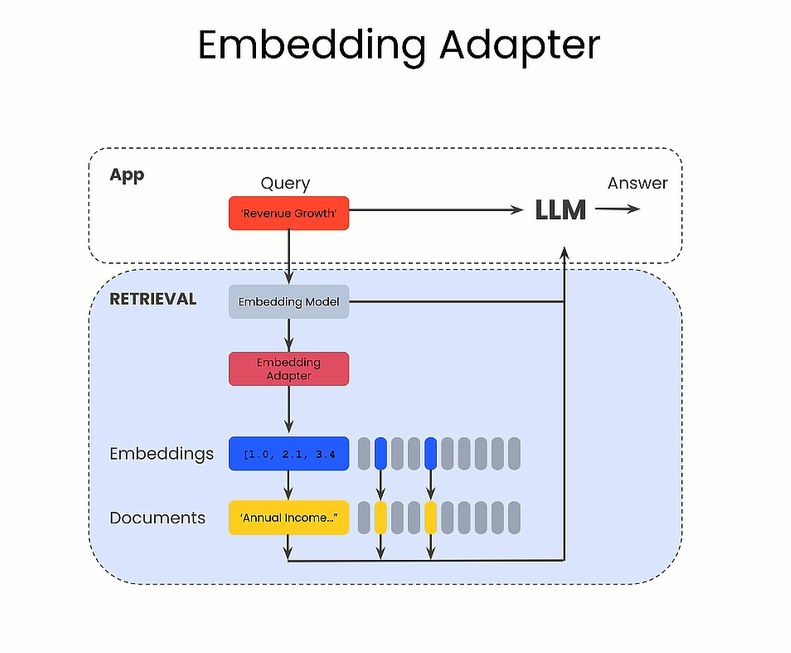 Embedding Adapter
App
Query
Answer
'Revenue Growth'
LLM
RETRIEVAL
Embedding Model
Embedding
Adapter
Embeddings
[1.0, 2.1, 3.4
Documents
'Annual Income..."